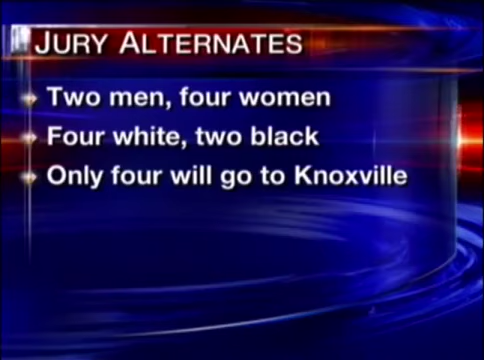 JURY ALTERNATES
Two men, four women
Four white, two black
Only four will go to Knoxville